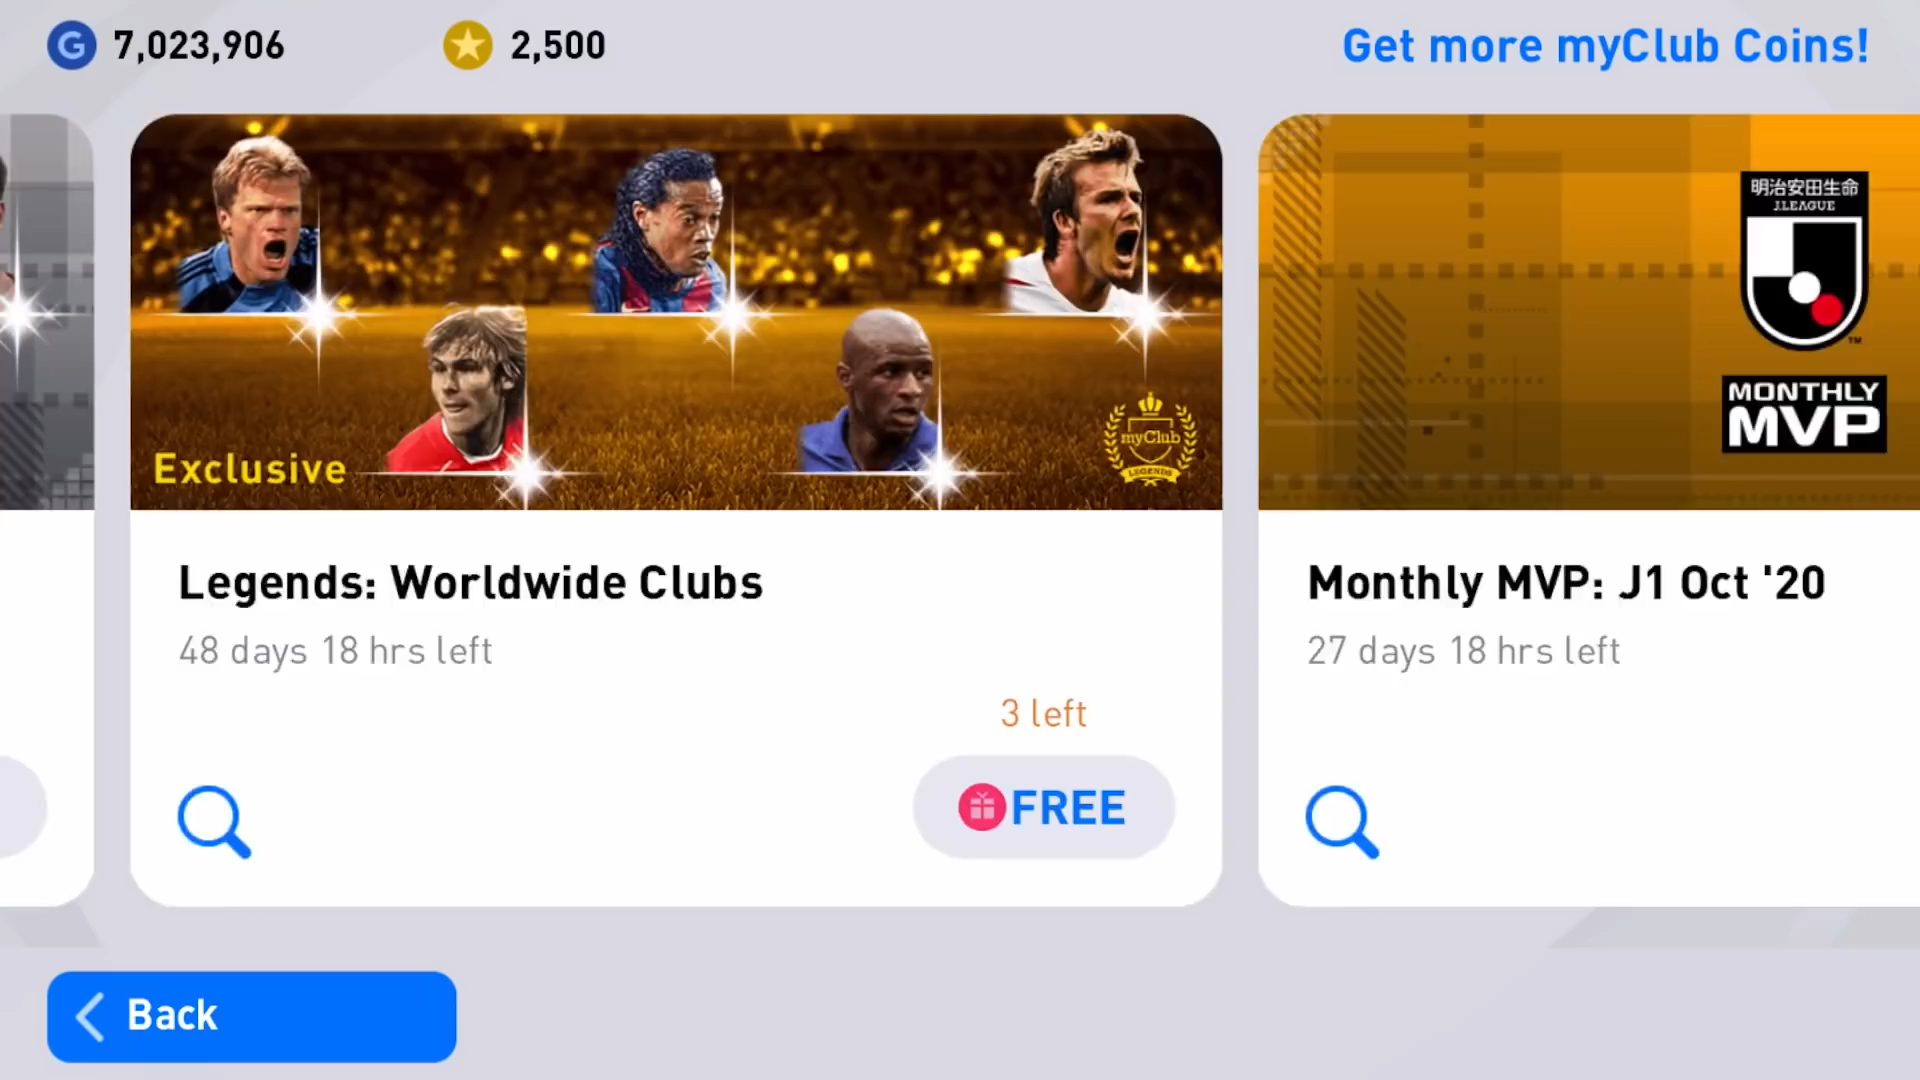 G 7,023,906
2,500
Get more myClub Coins!
Exclusive
myClub
LEGENDS
明治安田生命
J.LEAGUE
TM
MONTHLY
MVP
Legends: Worldwide Clubs
48 days 18 hrs left
3 left
FREE
Monthly MVP: J1 Oct '20
27 days 18 hrs left
Back